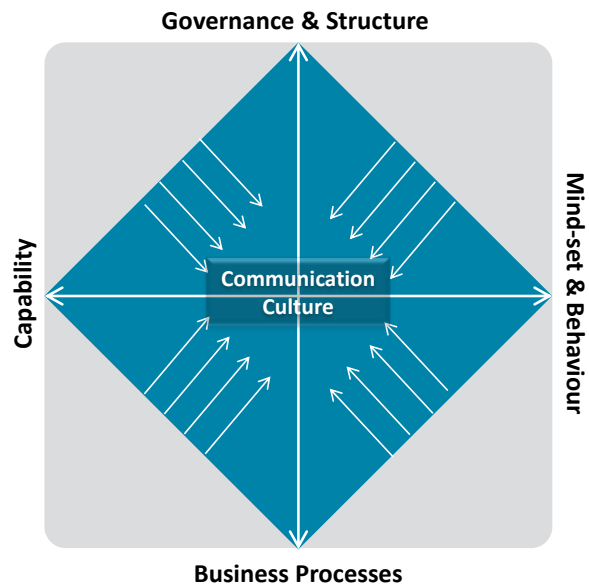 Governance & Structure
Capability
Communication
Culture
Mind-set & Behaviour
Business Processes